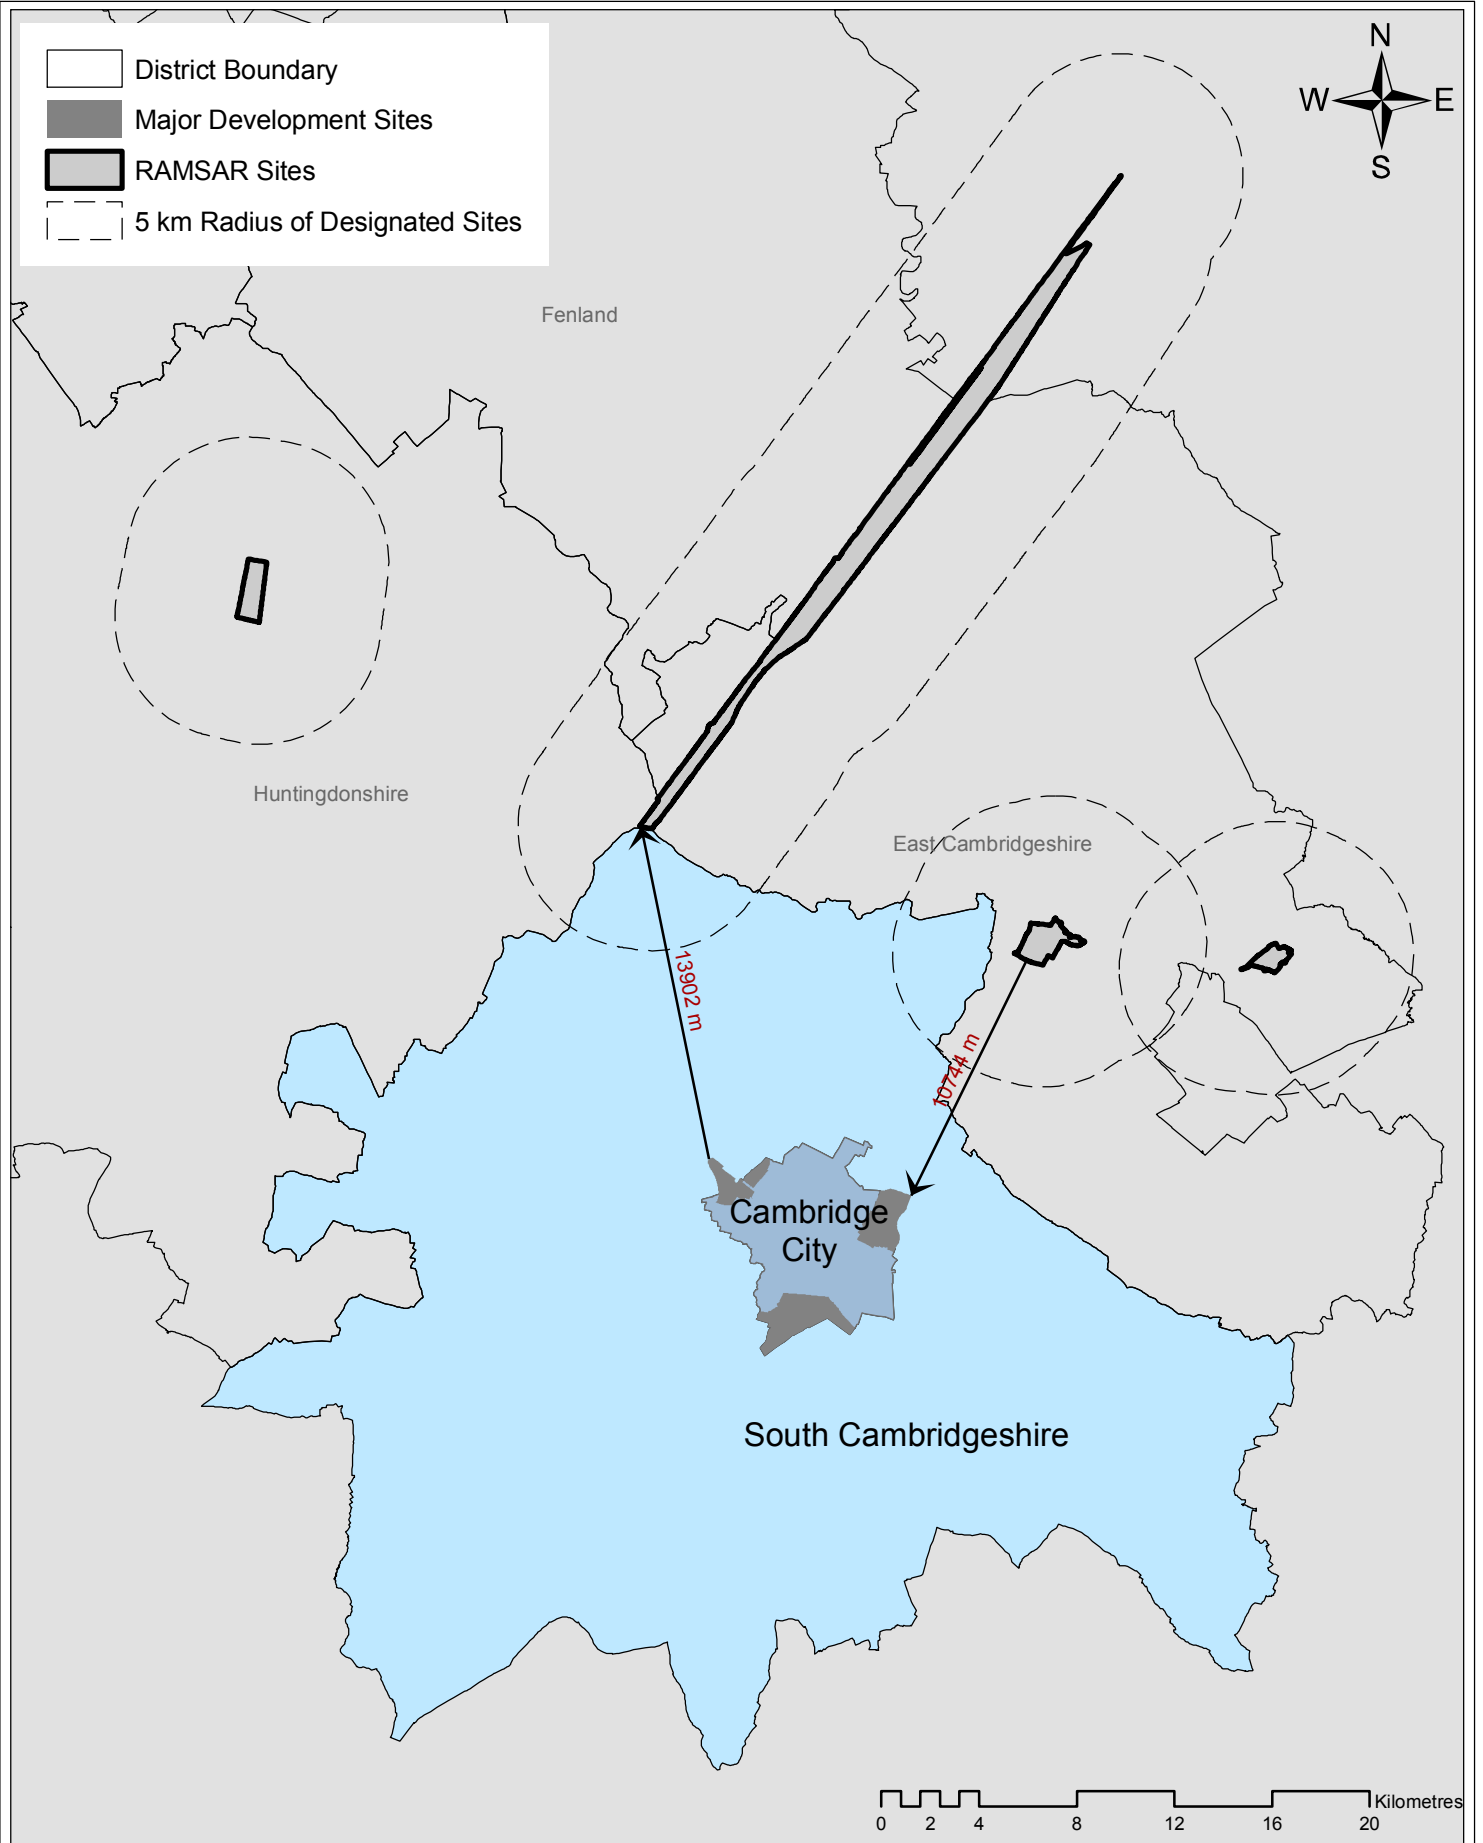 District Boundary
Major Development Sites
RAMSAR Sites
5 km Radius of Designated Sites
N
W
E
S
Fenland
Huntingdonshire
East Cambridgeshire
13902 m
10744 m
Cambridge
City
South Cambridgeshire
Kilometres
0 2 4 8 12 16 20